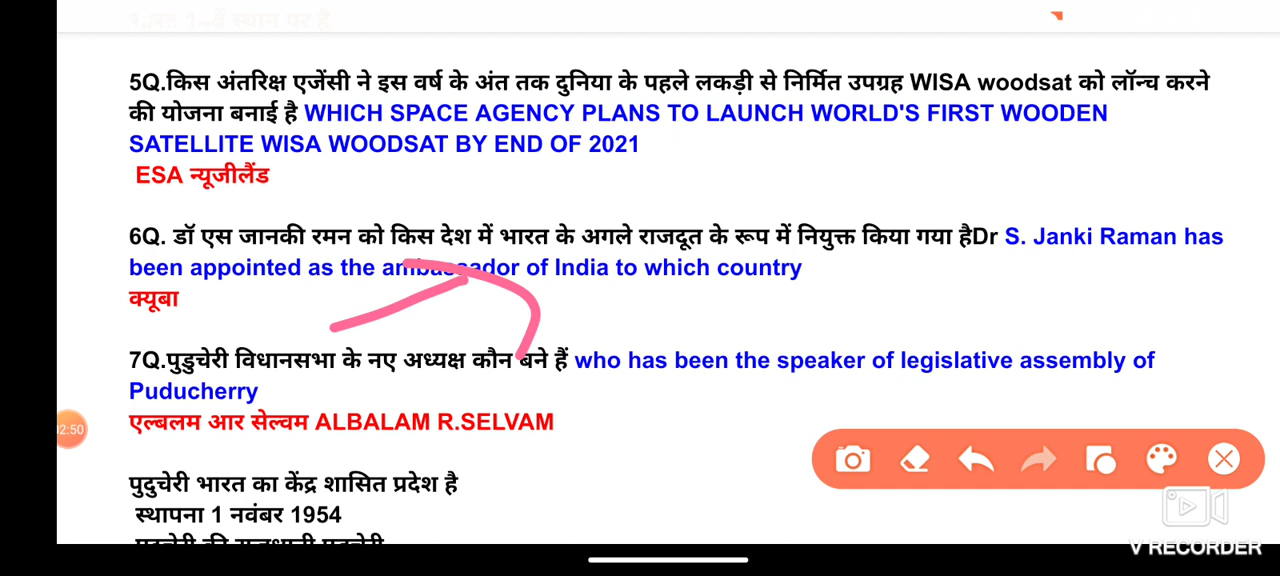 5Q.किस अंतरिक्ष एजेंसी ने इस वर्ष के अंत तक दुनिया के पहले लकड़ी से निर्मित उपग्रह WISA woodsat को लॉन्च करने
की योजना बनाई है WHICH SPACE AGENCY PLANS TO LAUNCH WORLD'S FIRST WOODEN
SATELLITE WISA WOODSAT BY END OF 2021
ESA न्यूजीलैंड
6Q. डॉ एस जानकी रमन को किस देश में भारत के अगले राजदूत के रूप में नियुक्त किया गया हैDr S. Janki Raman has
been appointed as the ambassador of India to which country
क्यूबा
7Q.पुडुचेरी विधानसभा के नए अध्यक्ष कौन बने हैं who has been the speaker of legislative assembly of
Puducherry
एल्बलम आर सेल्वम ALBALAM R.SELVAM
02:50
पुदुचेरी भारत का केंद्र शासित प्रदेश है
स्थापना 1 नवंबर 1954
V RECORDER